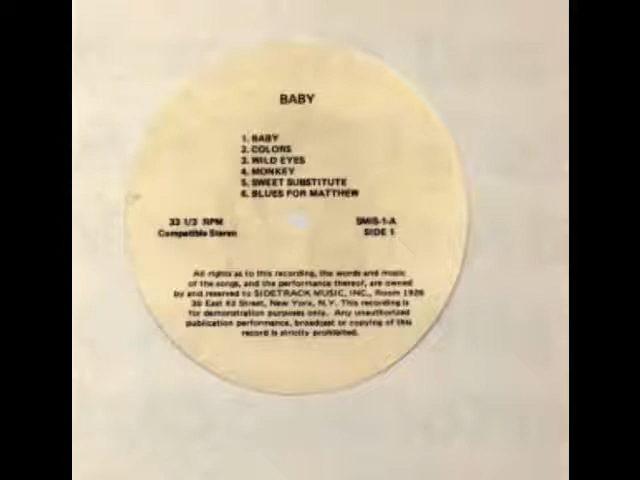 BABY
1. BABY
2. COLORS
3. WILD EYES
4. MONKEY
5. SWEET SUBSTITUTE
6. BLUES FOR MATTHEW
33 1/3 RPM
Compatible Stereo
SMIS-1-A
SIDE 1
All rights as to this recording, the words and music
of the songs, and the performance thereof, are owned
by and reserved to SIDETRACK MUSIC, INC., Room
East Street, New York, N.Y. This recording is
for demonstration purposes only. Any unauthorized
publication performance, broadcast or copying of this
record is strictly prohibited.